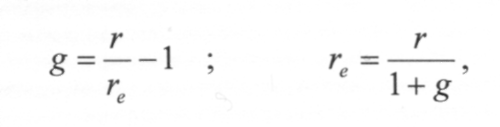 g = r/r_e − 1 ; r_e = r/(1 + g),